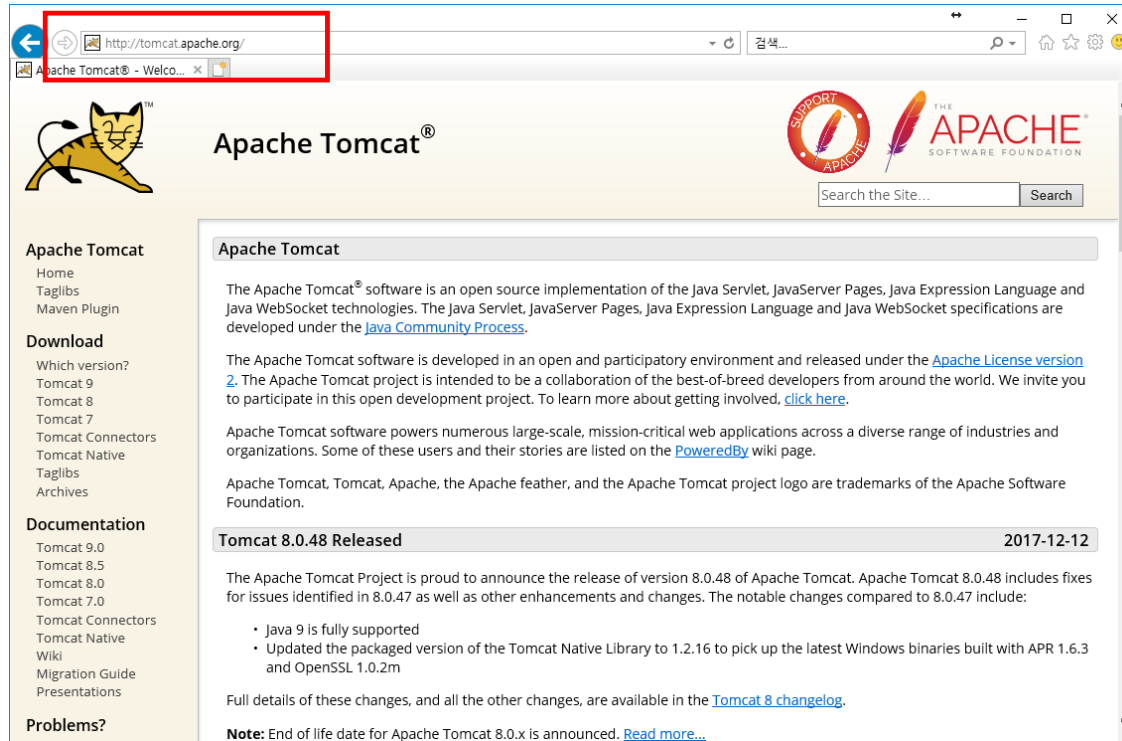 http://tomcat.apache.org/
검색...
Apache Tomcat® - Welco...
TM
Apache Tomcat®
SUPPORT
APACHE
THE
APACHE®
SOFTWARE FOUNDATION
Search the Site...
Search
Apache Tomcat
Home
Taglibs
Maven Plugin
Download
Which version?
Tomcat 9
Tomcat 8
Tomcat 7
Tomcat Connectors
Tomcat Native
Taglibs
Archives
Documentation
Tomcat 9.0
Tomcat 8.5
Tomcat 8.0
Tomcat 7.0
Tomcat Connectors
Tomcat Native
Wiki
Migration Guide
Presentations
Problems?
Apache Tomcat
The Apache Tomcat® software is an open source implementation of the Java Servlet, JavaServer Pages, Java Expression Language and
Java WebSocket technologies. The Java Servlet, JavaServer Pages, Java Expression Language and Java WebSocket specifications are
developed under the Java Community Process.
The Apache Tomcat software is developed in an open and participatory environment and released under the Apache License version
2. The Apache Tomcat project is intended to be a collaboration of the best-of-breed developers from around the world. We invite you
to participate in this open development project. To learn more about getting involved, click here.
Apache Tomcat software powers numerous large-scale, mission-critical web applications across a diverse range of industries and
organizations. Some of these users and their stories are listed on the PoweredBy wiki page.
Apache Tomcat, Tomcat, Apache, the Apache feather, and the Apache Tomcat project logo are trademarks of the Apache Software
Foundation.
Tomcat 8.0.48 Released 2017-12-12
The Apache Tomcat Project is proud to announce the release of version 8.0.48 of Apache Tomcat. Apache Tomcat 8.0.48 includes fixes
for issues identified in 8.0.47 as well as other enhancements and changes. The notable changes compared to 8.0.47 include:
• Java 9 is fully supported
• Updated the packaged version of the Tomcat Native Library to 1.2.16 to pick up the latest Windows binaries built with APR 1.6.3
and OpenSSL 1.0.2m
Full details of these changes, and all the other changes, are available in the Tomcat 8 changelog.
Note: End of life date for Apache Tomcat 8.0.x is announced. Read more...